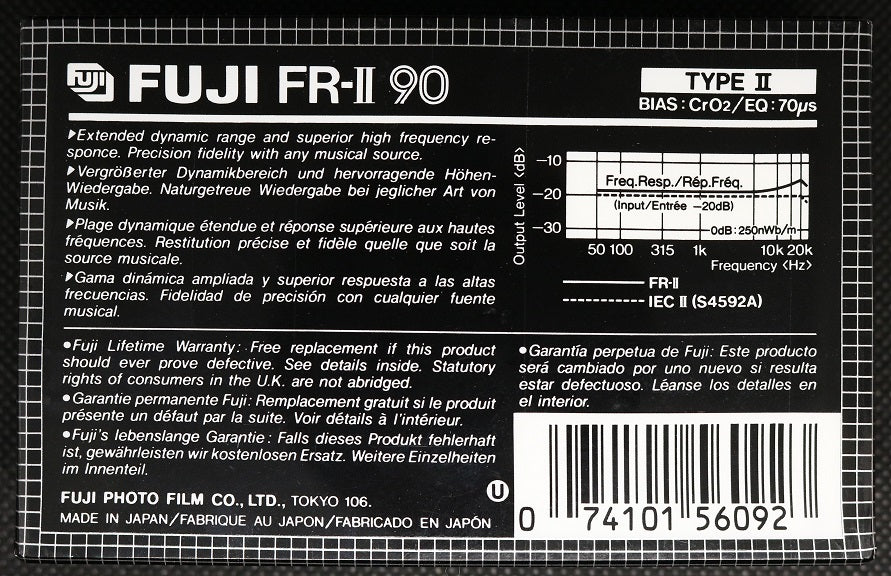 FUJI FUJI FR-II 90
TYPE II
BIAS : CrO2/EQ : 70µs
Extended dynamic range and superior high frequency re-
sponce. Precision fidelity with any musical source.
Vergrößerter Dynamikbereich und hervorragende Höhen-
Wiedergabe. Naturgetreue Wiedergabe bei jeglicher Art von
Musik.
Plage dynamique étendue et réponse supérieure aux hautes
fréquences. Restitution précise et fidèle quelle que soit la
source musicale.
Gama dinámica ampliada y superior respuesta a las altas
frecuencias. Fidelidad de precisión con cualquier fuente
musical.
Output Level <dB>
−10
−20
−30
Freq.Resp./Rép.Fréq.
(Input/Entrée −20dB)
0dB : 250nWb/m
50 100 315 1k 10k 20k
Frequency <Hz>
FR-II
IEC II (S4592A)
●Fuji Lifetime Warranty: Free replacement if this product
should ever prove defective. See details inside. Statutory
rights of consumers in the U.K. are not abridged.
●Garantie permanente Fuji: Remplacement gratuit si le produit
présente un défaut par la suite. Voir détails à l'intérieur.
●Fuji's lebenslange Garantie : Falls dieses Produkt fehlerhaft
ist, gewährleisten wir kostenlosen Ersatz. Weitere Einzelheiten
im Innenteil.
●Garantía perpetua de Fuji: Este producto
será cambiado por uno nuevo si resulta
estar defectuoso. Léanse los detalles en
el interior.
FUJI PHOTO FILM CO., LTD., TOKYO 106.
MADE IN JAPAN/FABRIQUE AU JAPON/FABRICADO EN JAPÓN
U
0 74101 56092